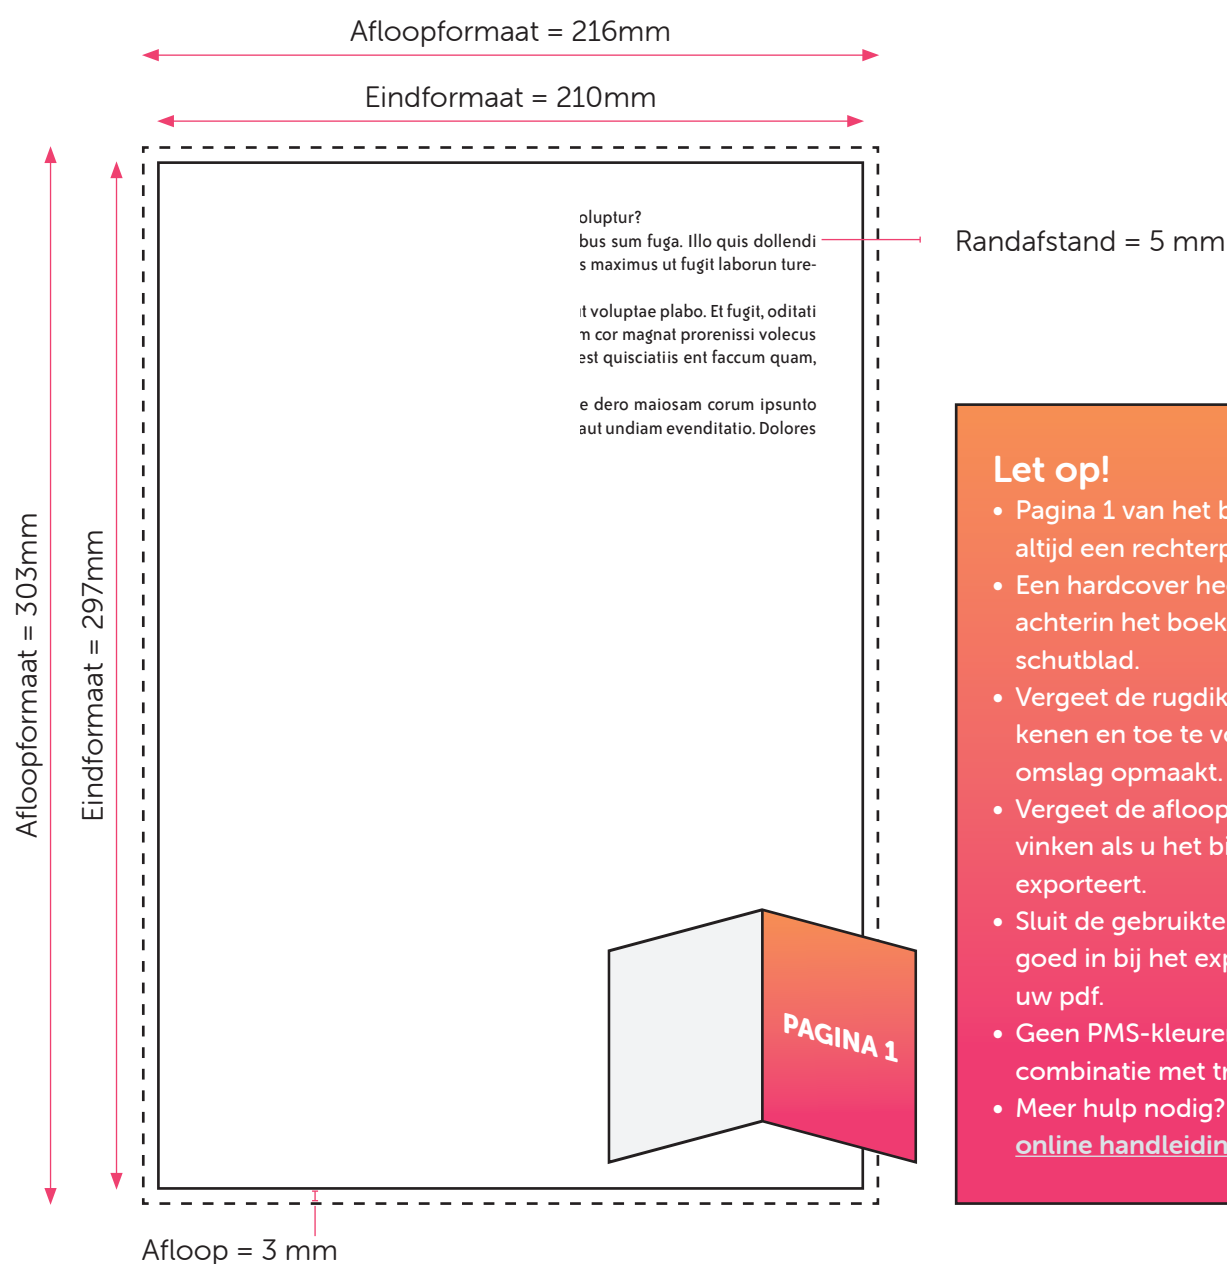 Afloopformaat = 216mm
Eindformaat = 210mm
Afloopformaat = 303mm
Eindformaat = 297mm
oluptur?
bus sum fuga. Illo quis dollendi
s maximus ut fugit laborun ture-
t voluptae plabo. Et fugit, oditati
m cor magnat prorenissi volecus
est quisciatiis ent faccum quam,
e dero maiosam corum ipsunto
aut undiam evenditatio. Dolores
Randafstand = 5 mm
Let op!
• Pagina 1 van het b
altijd een rechterp
• Een hardcover he
achterin het boek
schutblad.
• Vergeet de rugdik
kenen en toe te vo
omslag opmaakt.
• Vergeet de afloop
vinken als u het bi
exporteert.
• Sluit de gebruikte
goed in bij het exp
uw pdf.
• Geen PMS-kleuren
combinatie met tr
• Meer hulp nodig?
online handleidin
PAGINA 1
Afloop = 3 mm